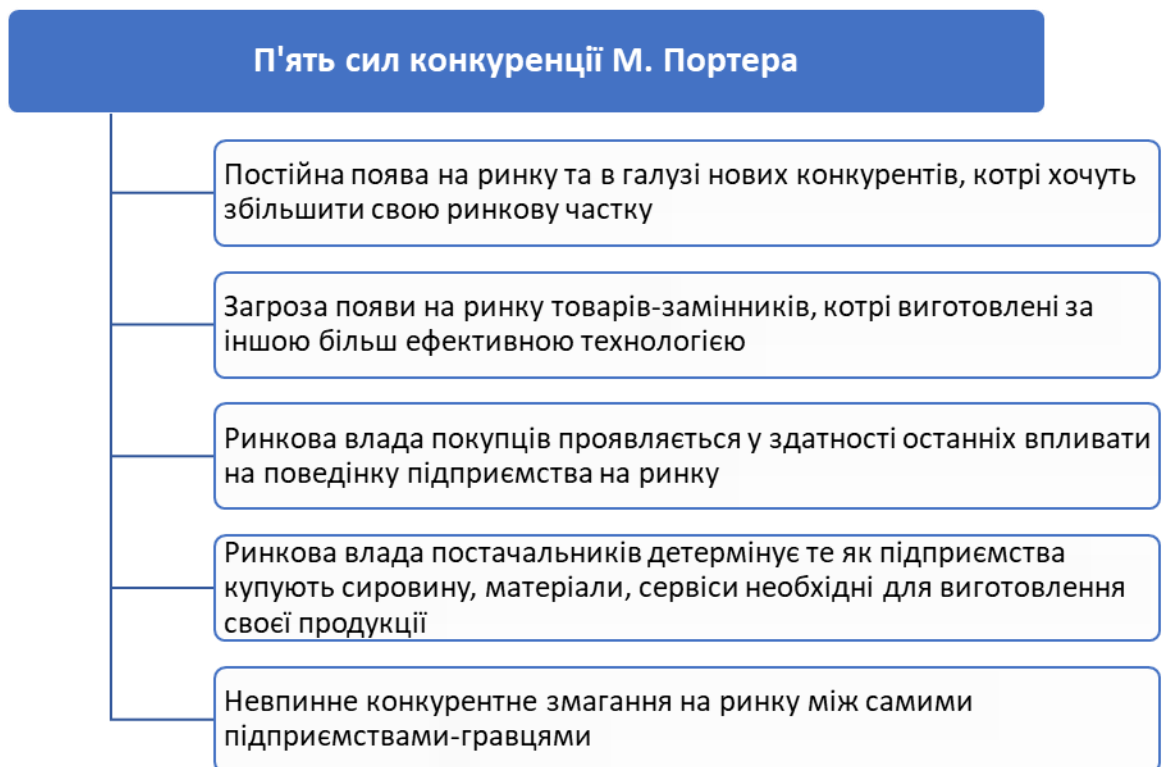 П'ять сил конкуренції М. Портера
Постійна поява на ринку та в галузі нових конкурентів, котрі хочуть
збільшити свою ринкову частку
Загроза появи на ринку товарів-замінників, котрі виготовлені за
іншою більш ефективною технологією
Ринкова влада покупців проявляється у здатності останніх впливати
на поведінку підприємства на ринку
Ринкова влада постачальників детермінує те як підприємства
купують сировину, матеріали, сервіси необхідні для виготовлення
своєї продукції
Невпинне конкурентне змагання на ринку між самими
підприємствами-гравцями